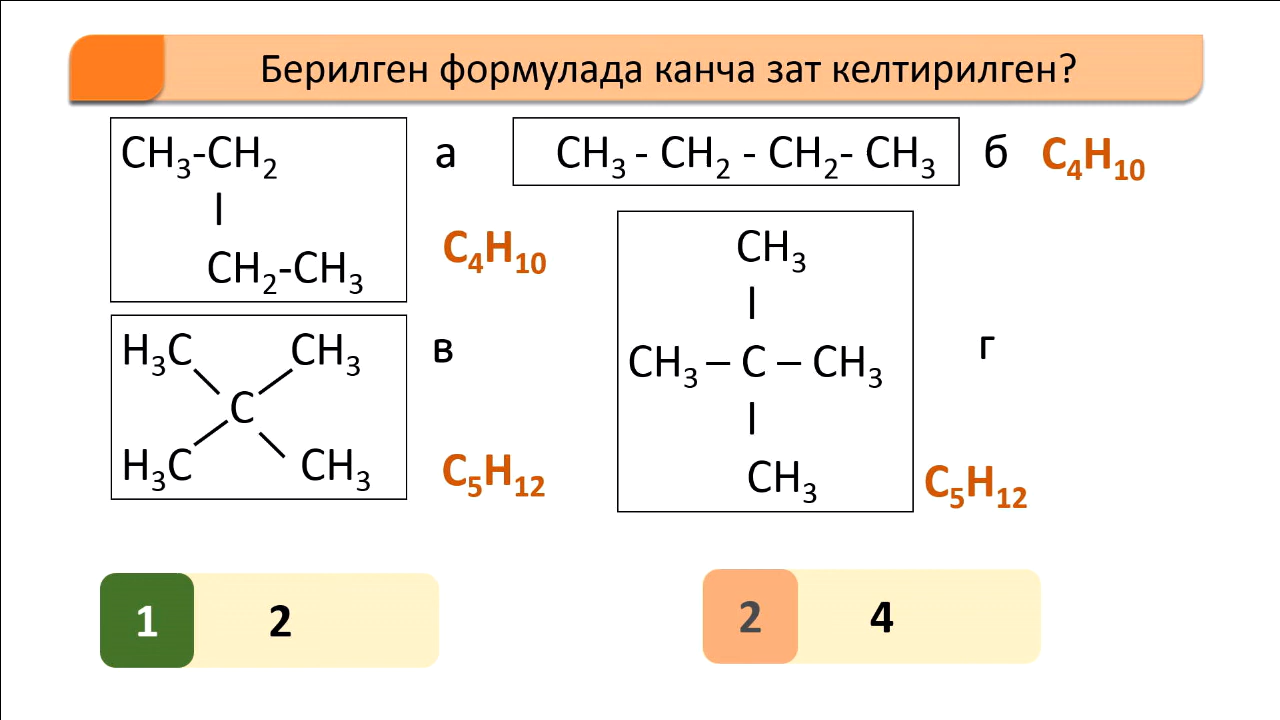 Берилген формулада канча зат келтирилген?
CH₃-CH₂
CH₂-CH₃
а
C₄H₁₀
CH₃ - CH₂ - CH₂- CH₃
б
C₄H₁₀
H₃C CH₃
C
H₃C CH₃
в
C₅H₁₂
CH₃
CH₃ – C – CH₃
CH₃
г
C₅H₁₂
1 2
2 4